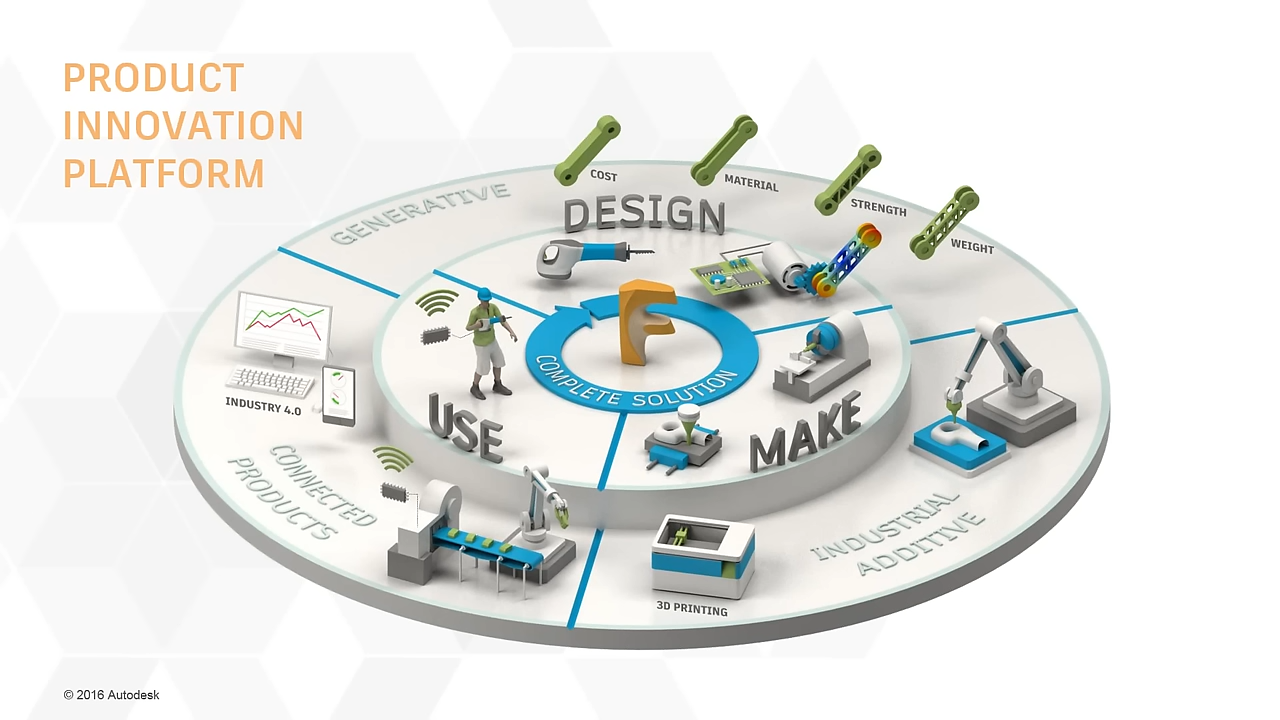 PRODUCT
INNOVATION
PLATFORM
GENERATIVE
COST
MATERIAL
STRENGTH
WEIGHT
DESIGN
F
COMPLETE SOLUTION
USE
MAKE
INDUSTRY 4.0
CONNECTED
PRODUCTS
INDUSTRIAL
ADDITIVE
3D PRINTING
© 2016 Autodesk